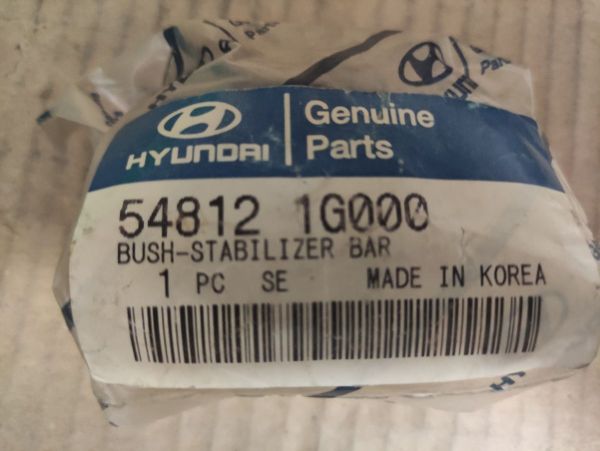 HYUNDAI
Genuine
Parts
54812 1G000
BUSH-STABILIZER BAR
1 PC SE MADE IN KOREA